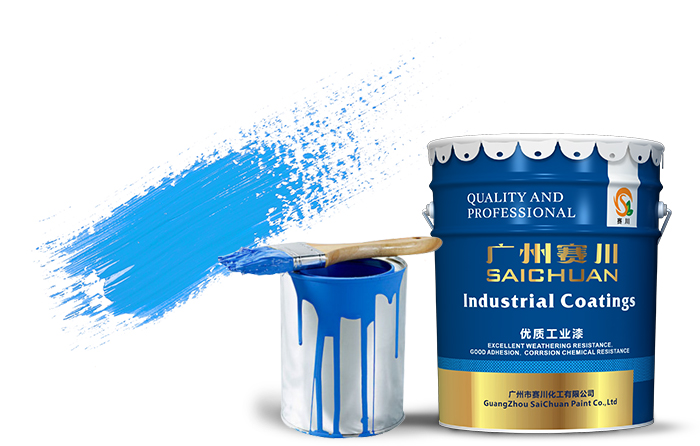 QUALITY AND
PROFESSIONAL
赛川
广州赛川
SAICHUAN
Industrial Coatings
优质工业漆
EXCELLENT WEATHERING RESISTANCE,
GOOD ADHESION, CORRSION CHEMICAL RESISTANCE
广州市赛川化工有限公司
GuangZhou SaiChuan Paint Co.,Ltd